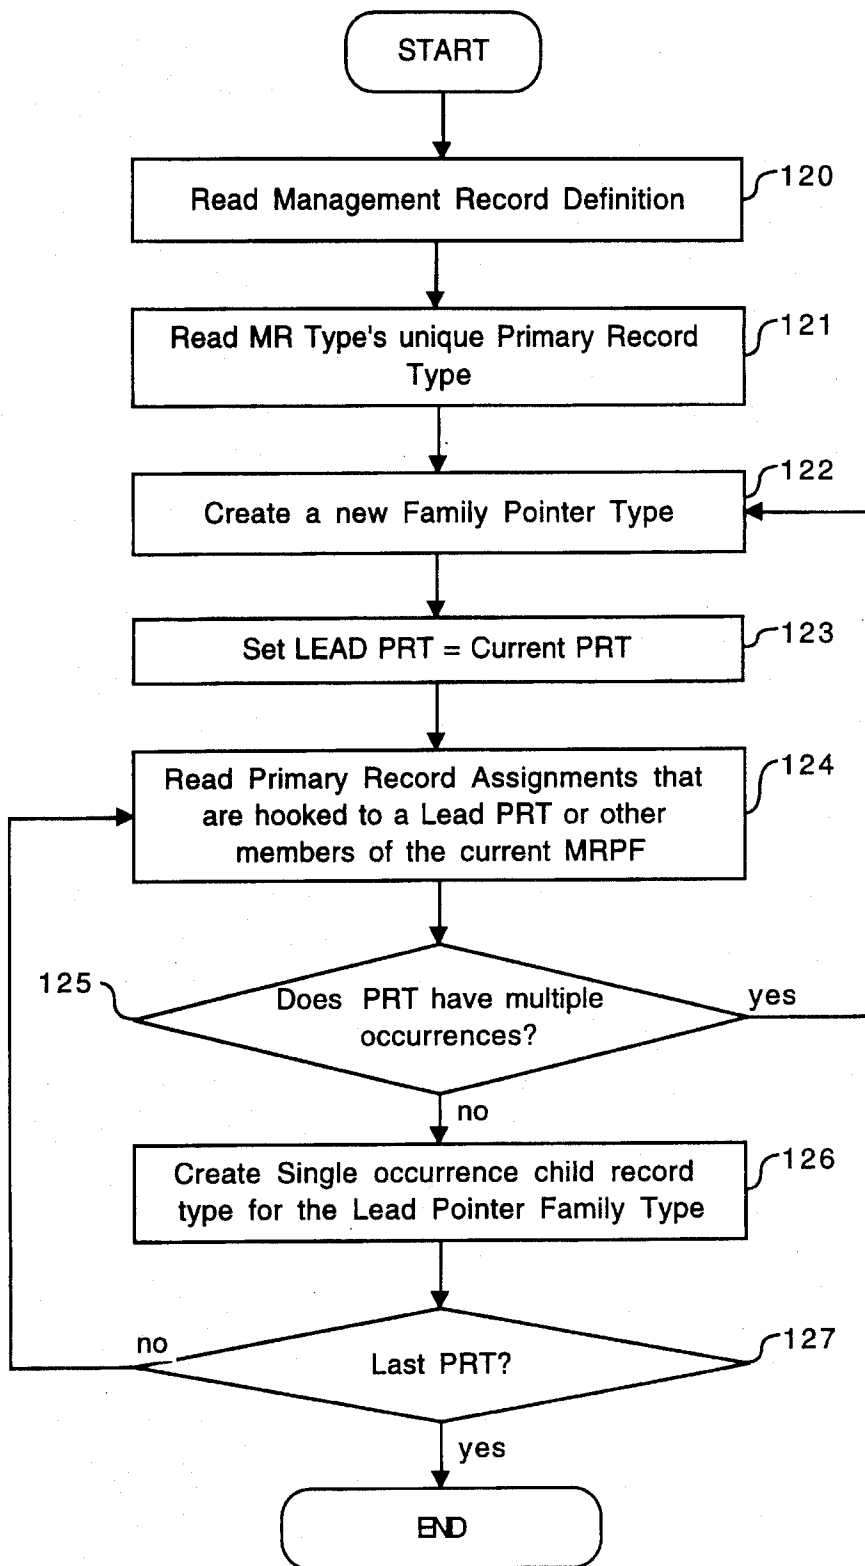 START
Read Management Record Definition
120
Read MR Type's unique Primary Record
Type
121
Create a new Family Pointer Type
122
Set LEAD PRT = Current PRT
123
Read Primary Record Assignments that
are hooked to a Lead PRT or other
members of the current MRPF
124
125
Does PRT have multiple
occurrences?
yes
no
Create Single occurrence child record
type for the Lead Pointer Family Type
126
no
Last PRT?
127
yes
END